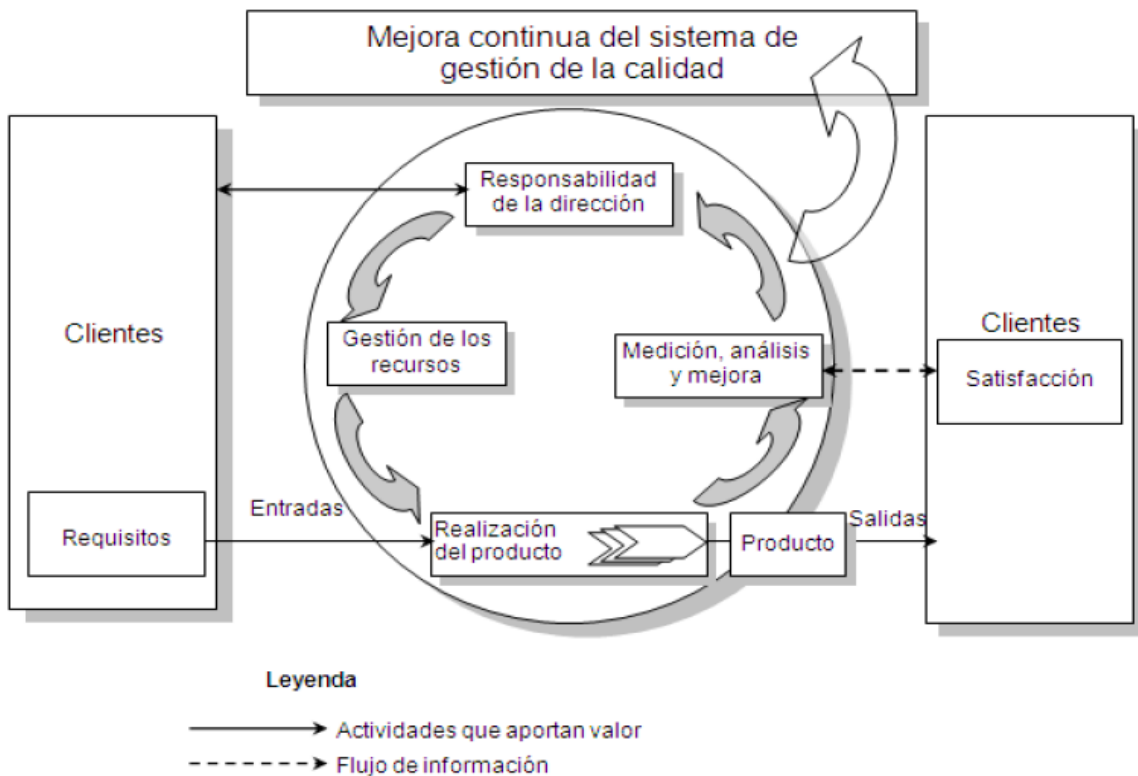 Mejora continua del sistema de
gestión de la calidad
Responsabilidad
de la dirección
Clientes
Gestión de los
recursos
Medición, análisis
y mejora
Clientes
Satisfacción
Requisitos
Entradas
Realización
del producto
Producto
Salidas
Leyenda
Actividades que aportan valor
Flujo de información